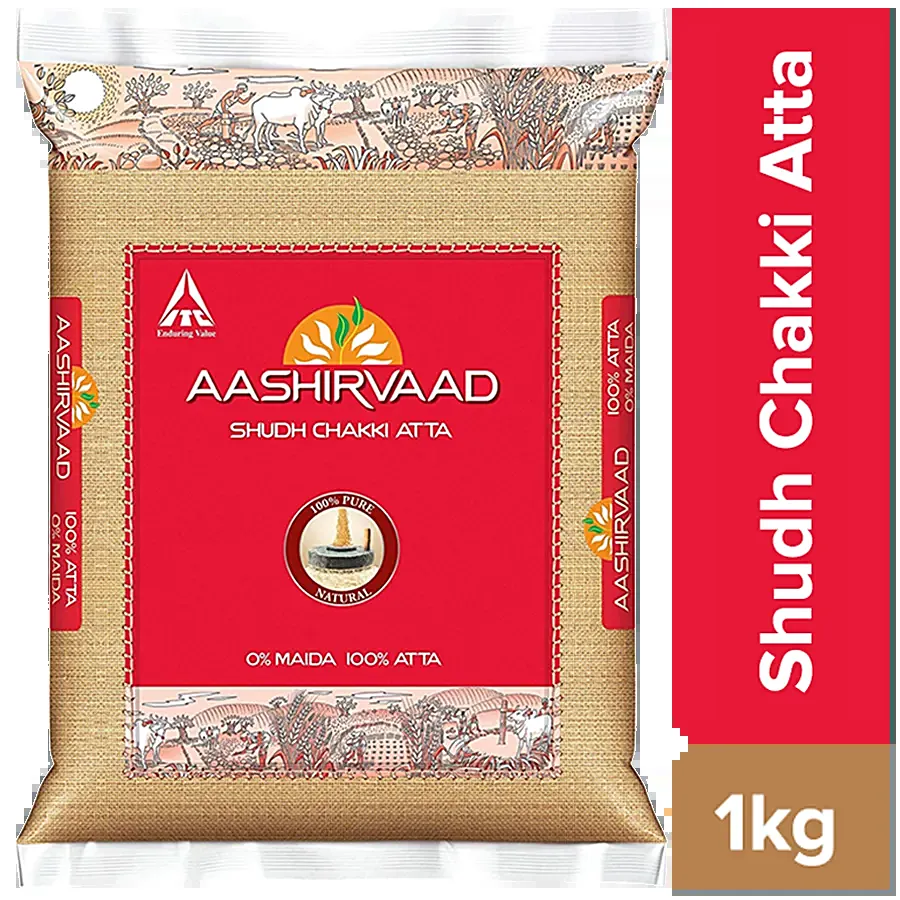 ITC
Enduring Value
AASHIRVAAD
SHUDH CHAKKI ATTA
100% PURE
NATURAL
0% MAIDA 100% ATTA
AASHIRVAAD
100% ATTA
0% MAIDA
AASHIRVAAD
100% ATTA
0% MAIDA
Shudh Chakki Atta
1kg